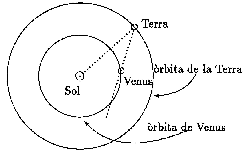 Terra
òrbita de la Terra
Venus
Sol
òrbita de Venus